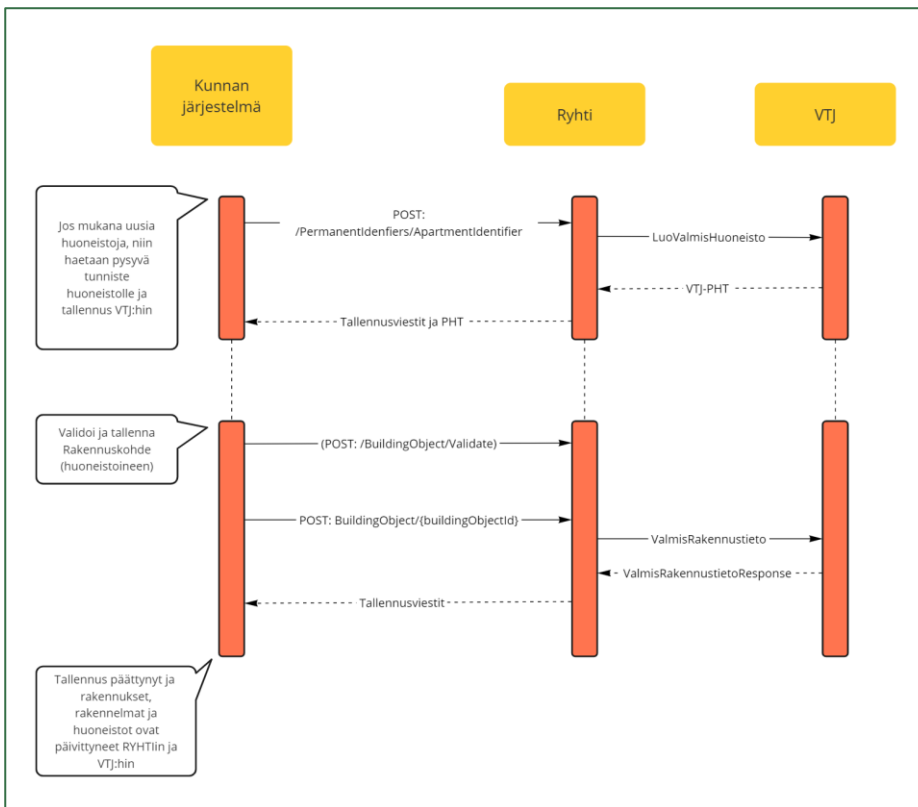 Kunnan
järjestelmä
Ryhti
VTJ
Jos mukana uusia
huoneistoja, niin
haetaan pysyvä
tunniste
huoneistolle ja
tallennus VTJ:hin
POST:
/PermanentIdenfiers/ApartmentIdentifier
LuoValmisHuoneisto
VTJ-PHT
Tallennusviestit ja PHT
Validoi ja tallenna
Rakennuskohde
(huoneistoineen)
(POST: /BuildingObject/Validate)
POST: BuildingObject/{buildingObjectId}
ValmisRakennustieto
ValmisRakennustietoResponse
Tallennusviestit
Tallennus päättynyt ja
rakennukset,
rakennelmat ja
huoneistot ovat
päivittyneet RYHTIin ja
VTJ:hin